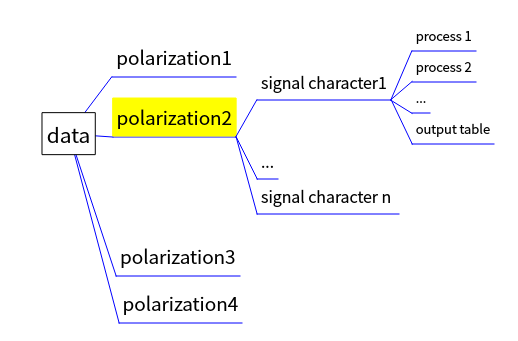 data
polarization1
polarization2
signal character1
process 1
process 2
...
output table
...
signal character n
polarization3
polarization4